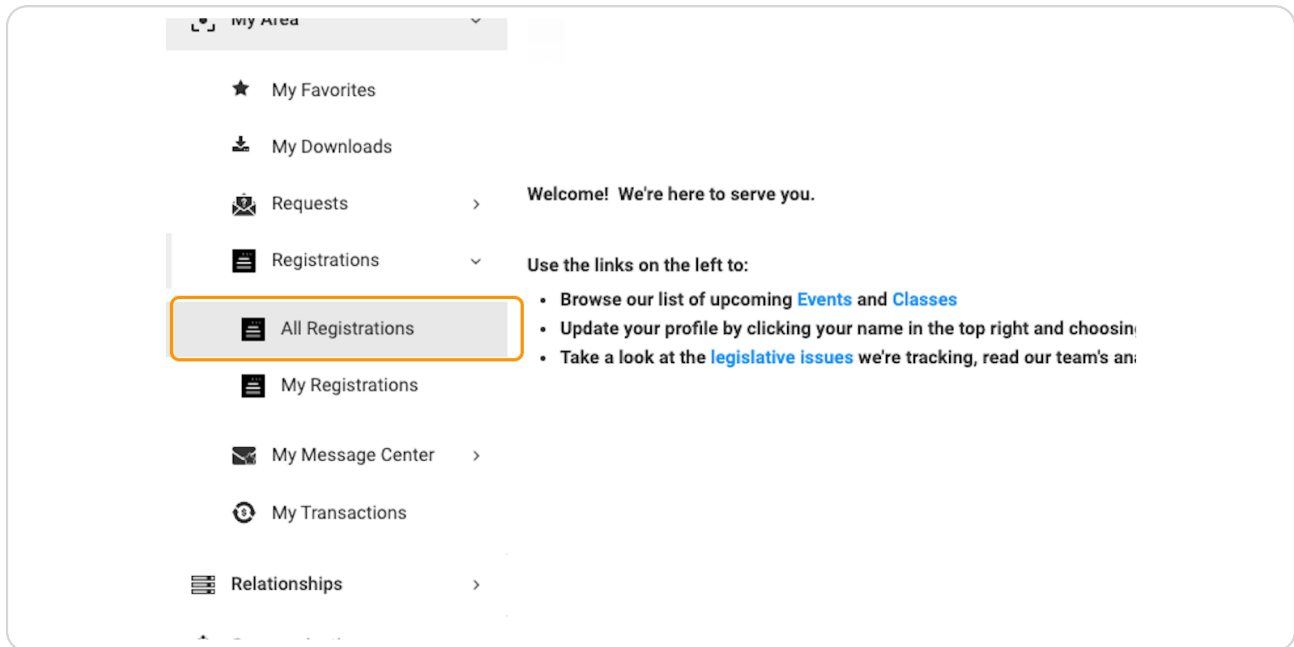 My Area
My Favorites
My Downloads
Requests
Registrations
All Registrations
My Registrations
My Message Center
My Transactions
Relationships
Welcome!  We're here to serve you.
Use the links on the left to:
• Browse our list of upcoming Events and Classes
• Update your profile by clicking your name in the top right and choosing
• Take a look at the legislative issues we're tracking, read our team's